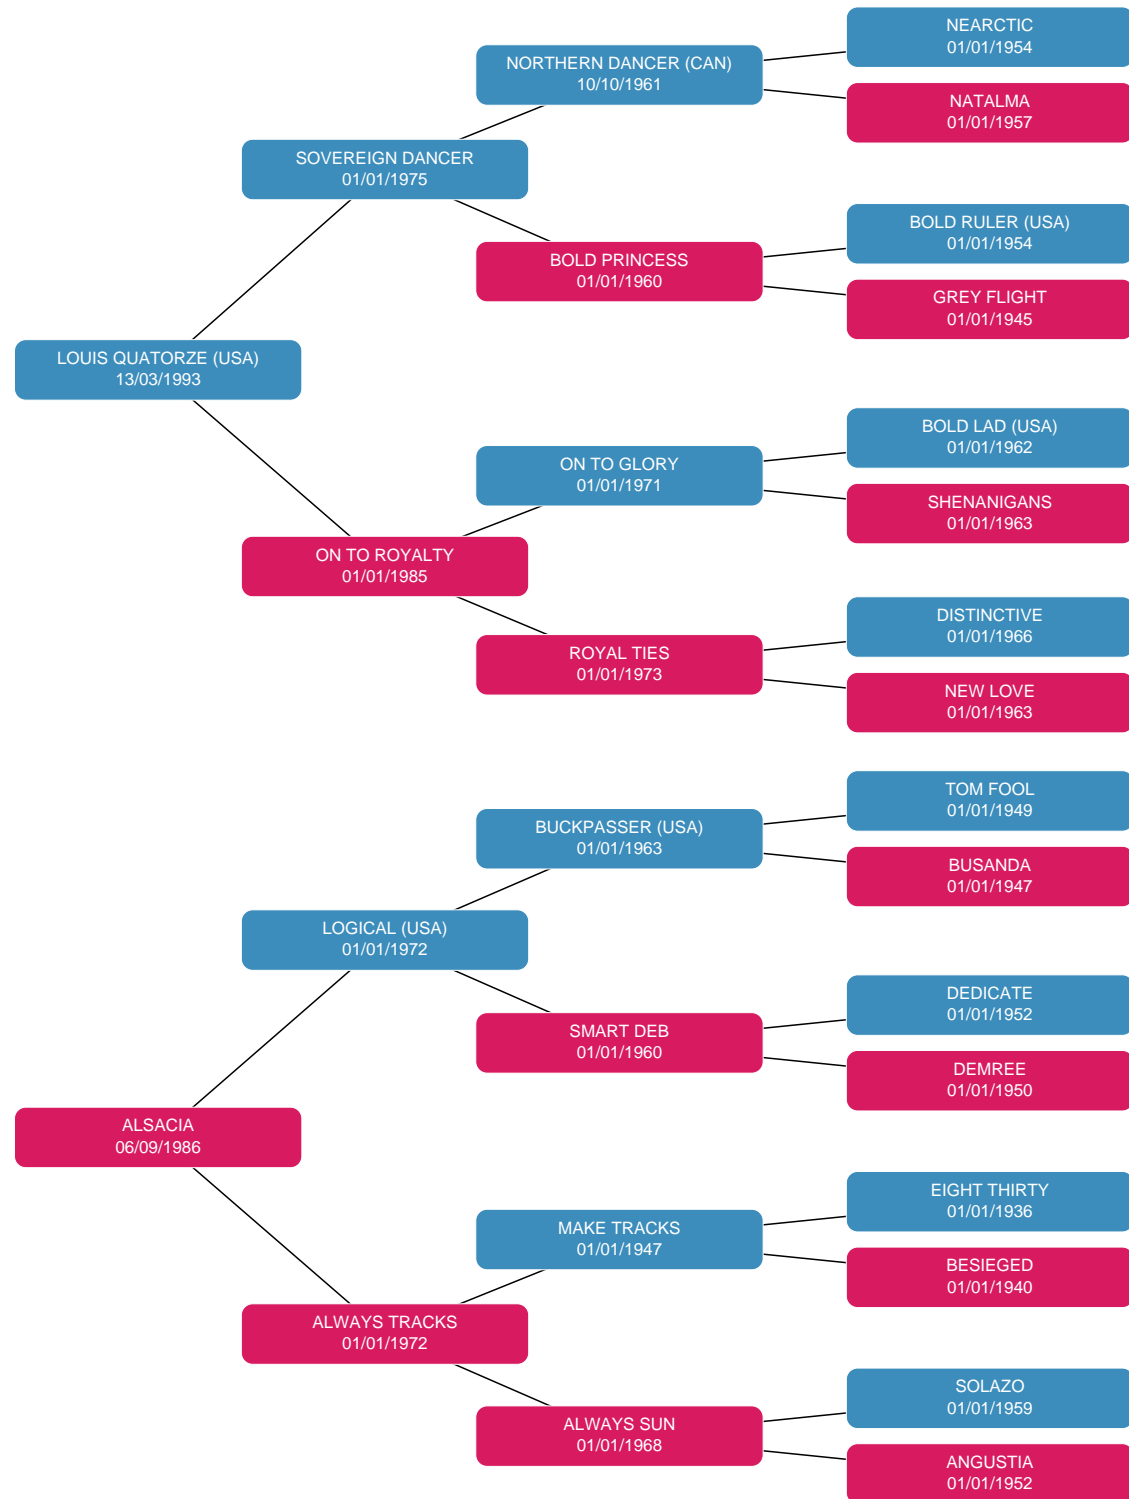 NEARCTIC
01/01/1954
NORTHERN DANCER (CAN)
10/10/1961
NATALMA
01/01/1957
SOVEREIGN DANCER
01/01/1975
BOLD RULER (USA)
01/01/1954
BOLD PRINCESS
01/01/1960
GREY FLIGHT
01/01/1945
LOUIS QUATORZE (USA)
13/03/1993
BOLD LAD (USA)
01/01/1962
ON TO GLORY
01/01/1971
SHENANIGANS
01/01/1963
ON TO ROYALTY
01/01/1985
DISTINCTIVE
01/01/1966
ROYAL TIES
01/01/1973
NEW LOVE
01/01/1963
TOM FOOL
01/01/1949
BUCKPASSER (USA)
01/01/1963
BUSANDA
01/01/1947
LOGICAL (USA)
01/01/1972
DEDICATE
01/01/1952
SMART DEB
01/01/1960
DEMREE
01/01/1950
ALSACIA
06/09/1986
EIGHT THIRTY
01/01/1936
MAKE TRACKS
01/01/1947
BESIEGED
01/01/1940
ALWAYS TRACKS
01/01/1972
SOLAZO
01/01/1959
ALWAYS SUN
01/01/1968
ANGUSTIA
01/01/1952